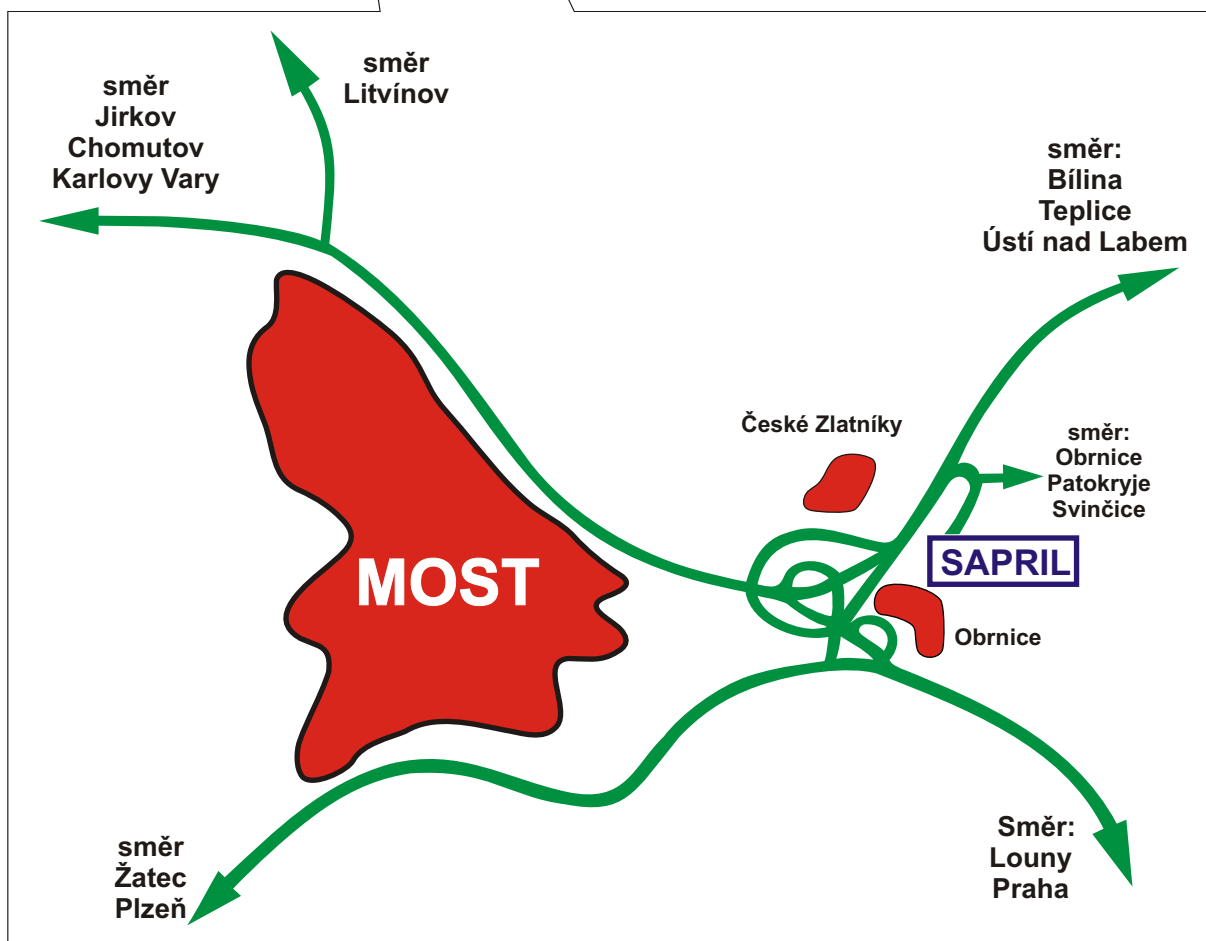 směr
Litvínov
směr
Jirkov
Chomutov
Karlovy Vary
směr:
Bílina
Teplice
Ústí nad Labem
České Zlatníky
směr:
Obrnice
Patokryje
Svinčice
SAPRIL
MOST
Obrnice
směr
Žatec
Plzeň
Směr:
Louny
Praha